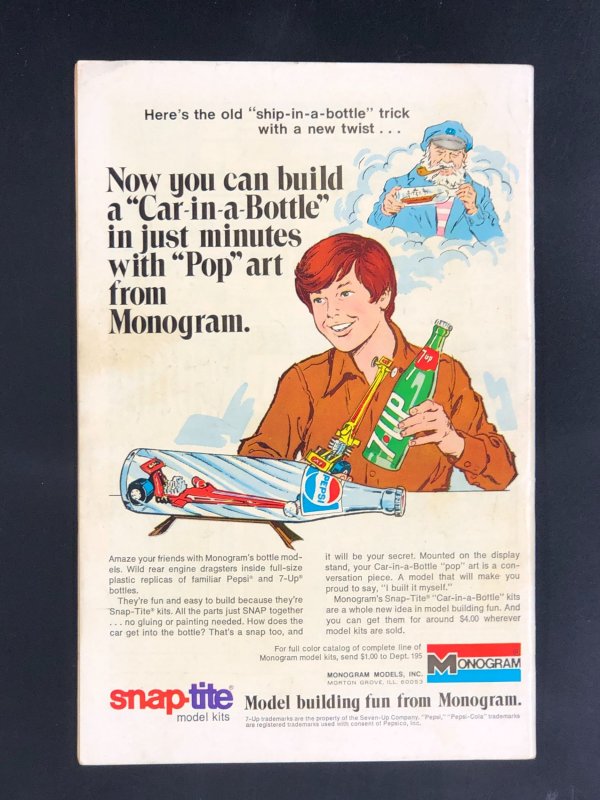 Here's the old "ship-in-a-bottle" trick
with a new twist . . .
Now you can build
a "Car-in-a-Bottle"
in just minutes
with "Pop" art
from
Monogram.
7up
7UP
PEPSI
Amaze your friends with Monogram's bottle mod-
els. Wild rear engine dragsters inside full-size
plastic replicas of familiar Pepsi® and 7-Up®
bottles.
They're fun and easy to build because they're
Snap-Tite® kits. All the parts just SNAP together
. . . no gluing or painting needed. How does the
car get into the bottle? That's a snap too, and
it will be your secret. Mounted on the display
stand, your Car-in-a-Bottle "pop" art is a con-
versation piece. A model that will make you
proud to say, "I built it myself."
Monogram's Snap-Tite® "Car-in-a-Bottle" kits
are a whole new idea in model building fun. And
you can get them for around $4.00 wherever
model kits are sold.
For full color catalog of complete line of
Monogram model kits, send $1.00 to Dept. 195
MONOGRAM MODELS, INC.
MORTON GROVE, ILL. 60053
MONOGRAM
snap-tite®
model kits
Model building fun from Monogram.
7-Up trademarks are the property of the Seven-Up Company. "Pepsi," "Pepsi-Cola" trademarks
are registered trademarks used with consent of Pepsico, Inc.